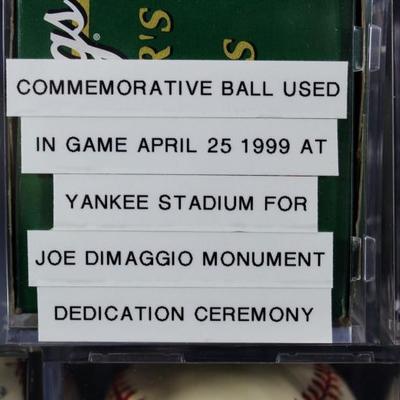 COMMEMORATIVE BALL USED
IN GAME APRIL 25 1999 AT
YANKEE STADIUM FOR
JOE DIMAGGIO MONUMENT
DEDICATION CEREMONY